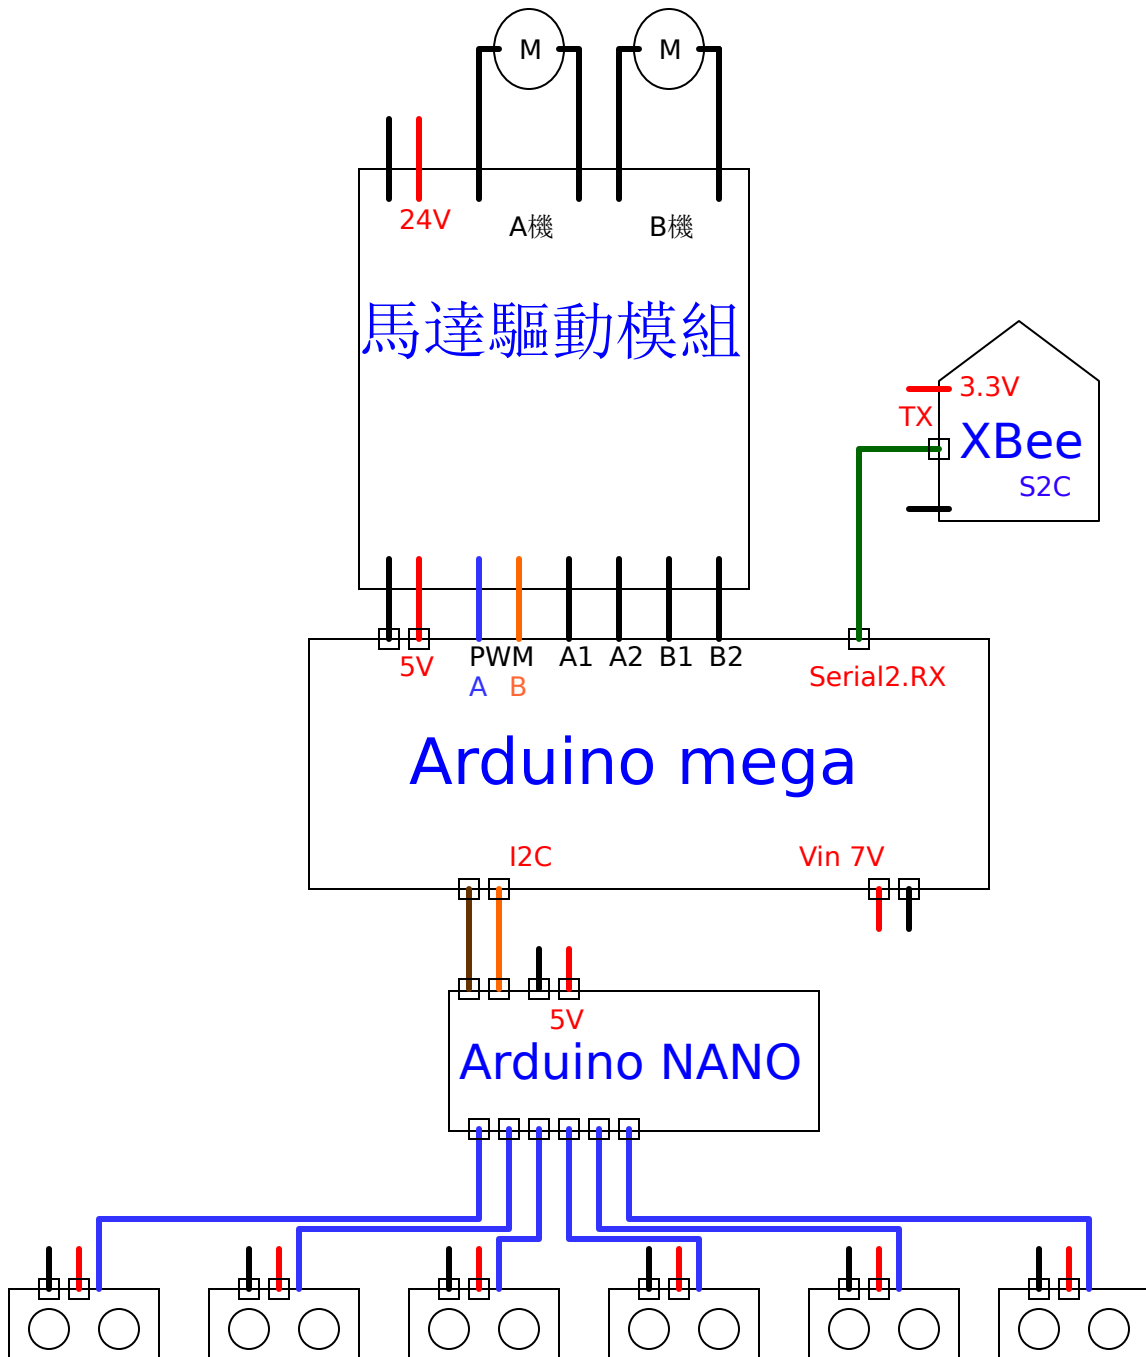 M M
24V
A機 B機
馬達驅動模組
3.3V
TX
XBee
S2C
5V PWM A1 A2 B1 B2
A B
Serial2.RX
Arduino mega
I2C Vin 7V
5V
Arduino NANO